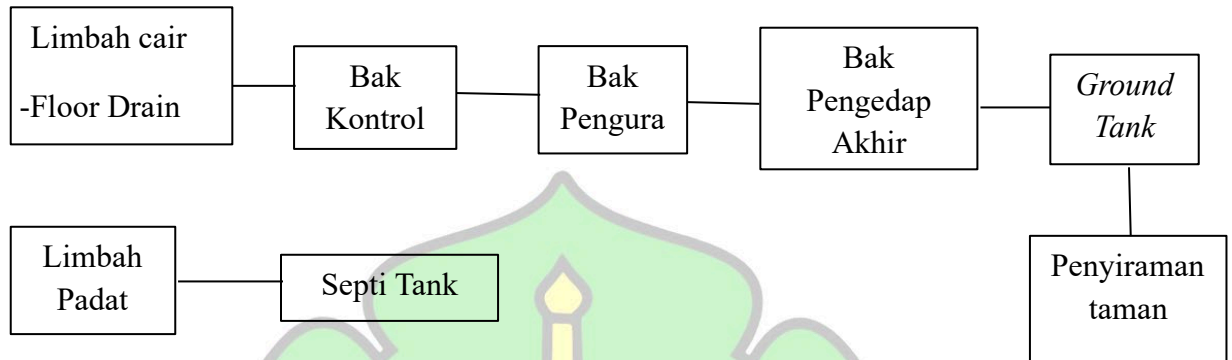 Limbah cair
-Floor Drain
Bak
Kontrol
Bak
Pengura
Bak
Pengedap
Akhir
Ground
Tank
Limbah
Padat
Septi Tank
Penyiraman
taman